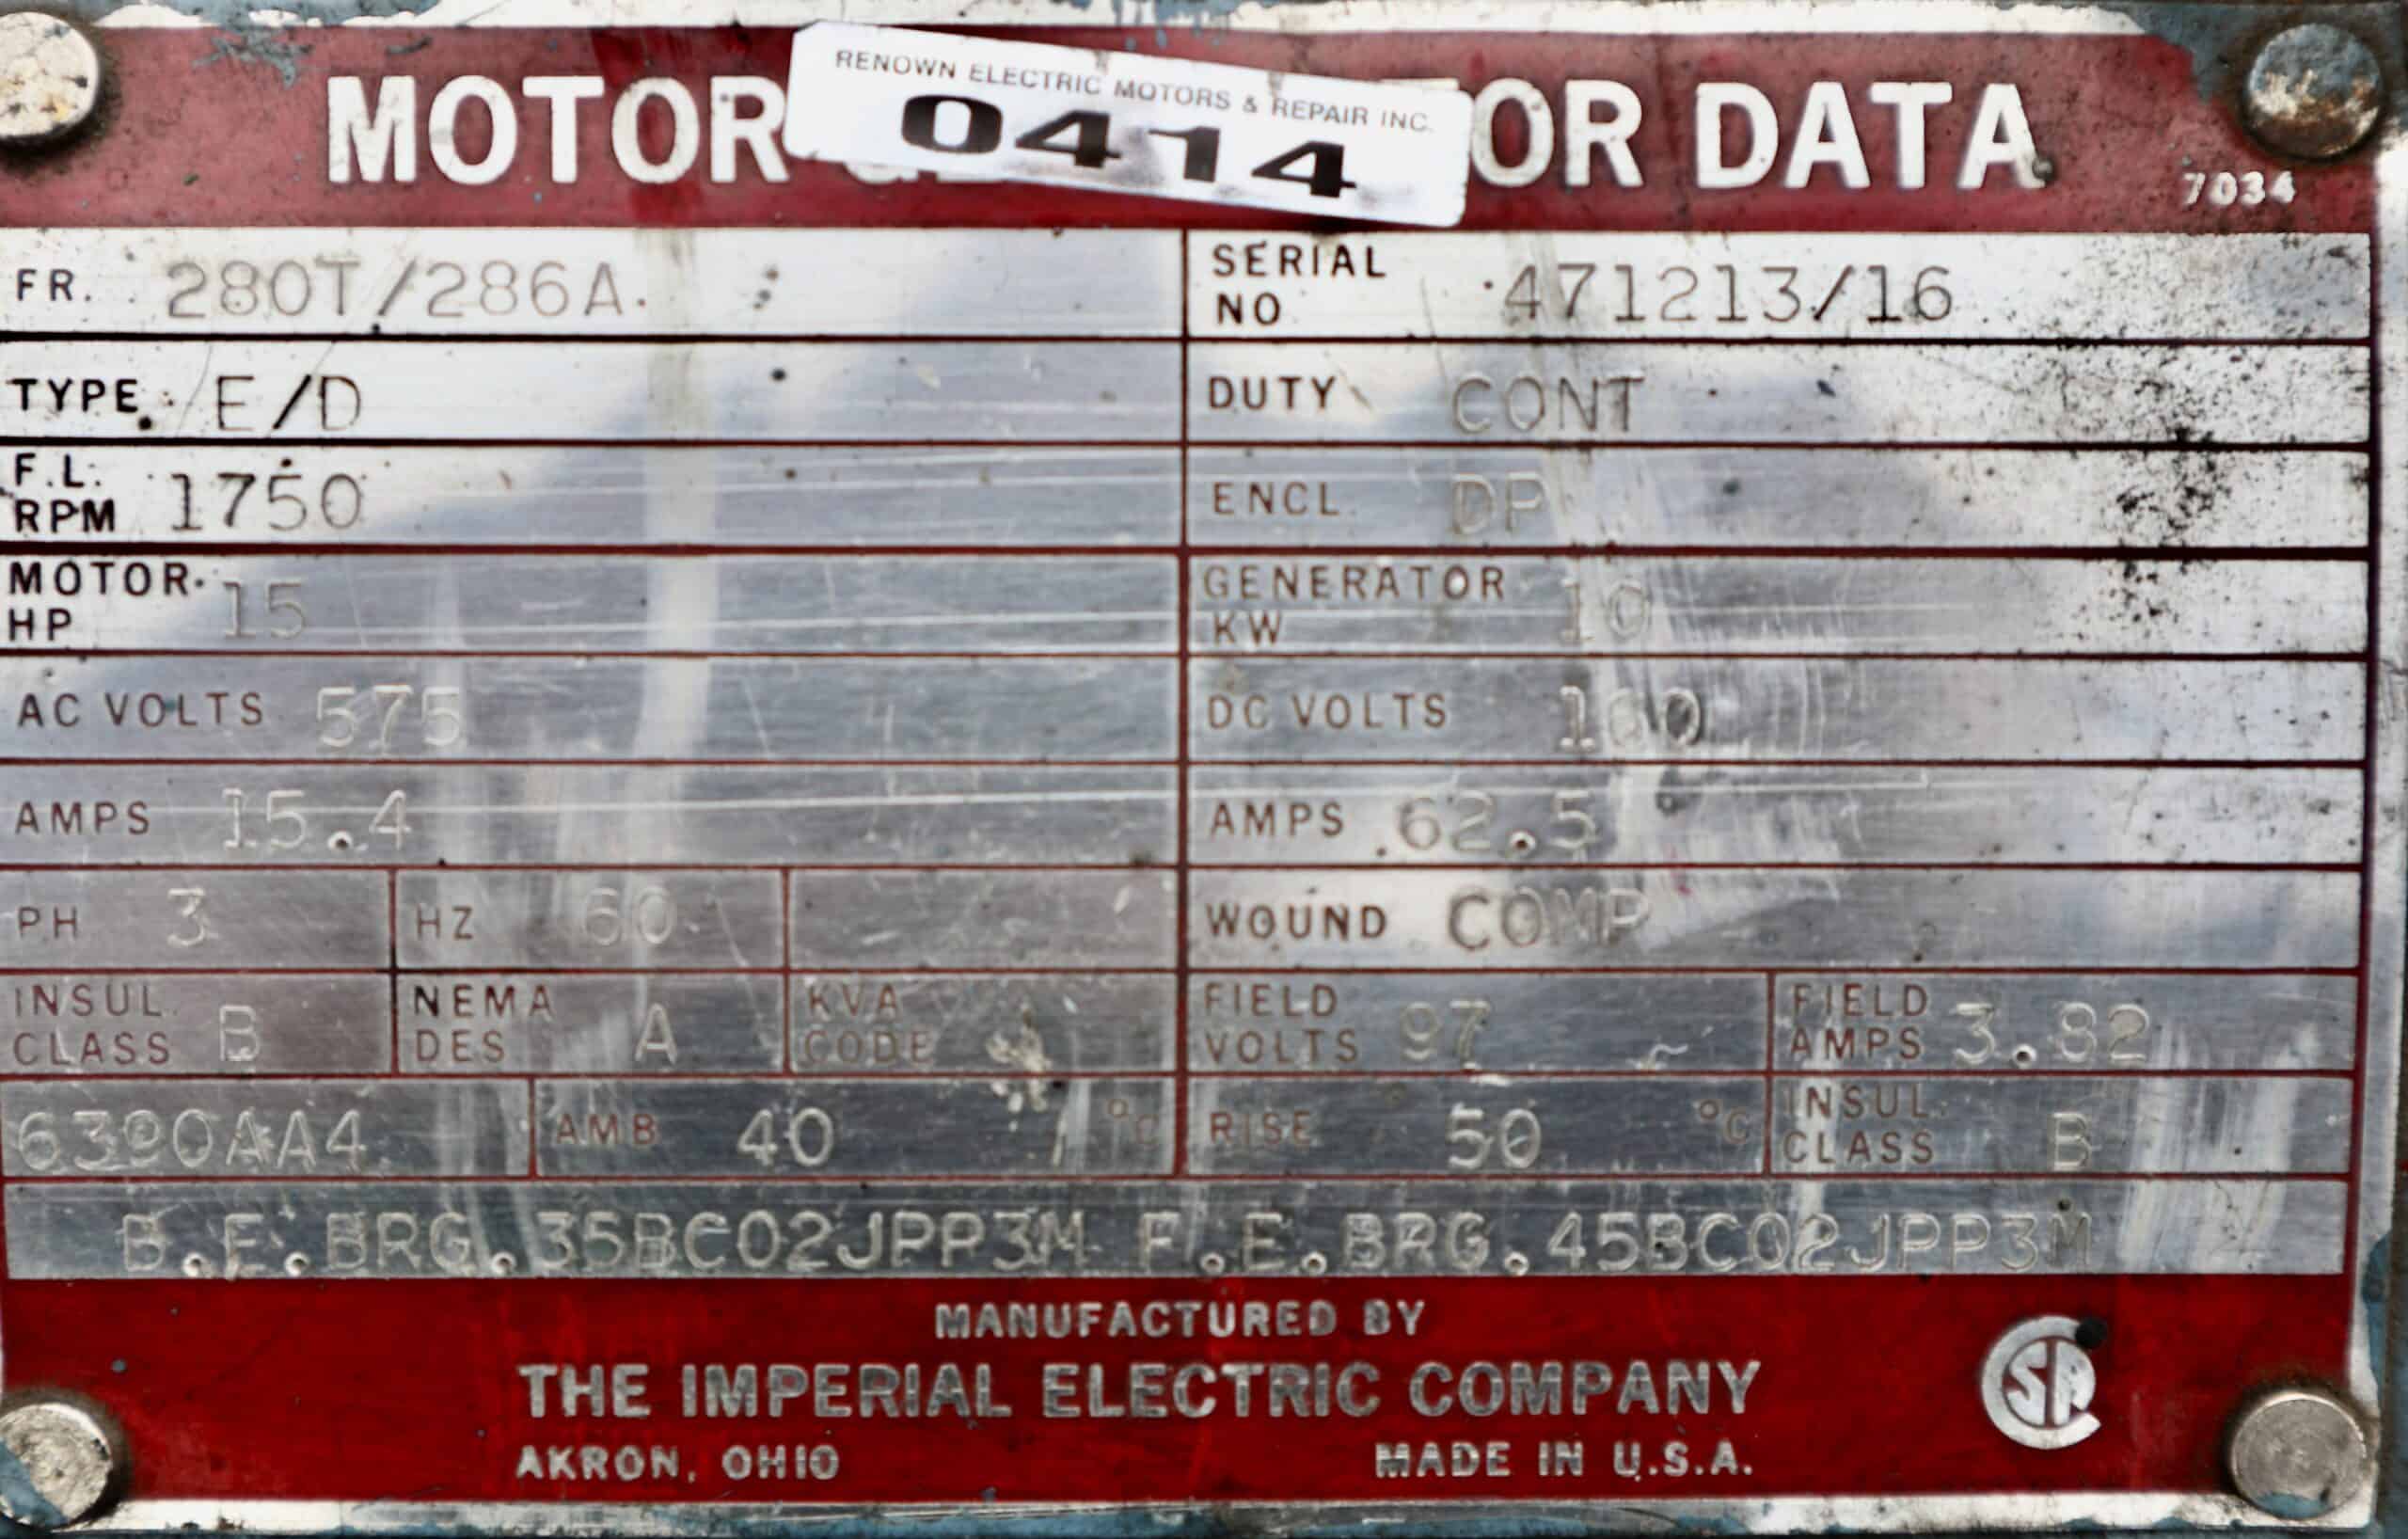 RENOWN ELECTRIC MOTORS & REPAIR INC.
0414
MOTOR OR DATA
7034
FR. 280T/286A SERIAL NO 471213/16
TYPE E/D DUTY CONT
F.L. RPM 1750 ENCL. DP
MOTOR HP 15 GENERATOR KW 10
AC VOLTS 575 DC VOLTS 160
AMPS 15.4 AMPS 62.5
PH 3 HZ 60 WOUND COMP
INSUL. CLASS B NEMA DES A KVA CODE FIELD VOLTS 97 FIELD AMPS 3.82
6390AA4 AMB 40 °C RISE 50 °C INSUL. CLASS B
B.E.BRG.35BC02JPP3M F.E.BRG.45BC02JPP3M
MANUFACTURED BY
THE IMPERIAL ELECTRIC COMPANY
AKRON, OHIO MADE IN U.S.A.